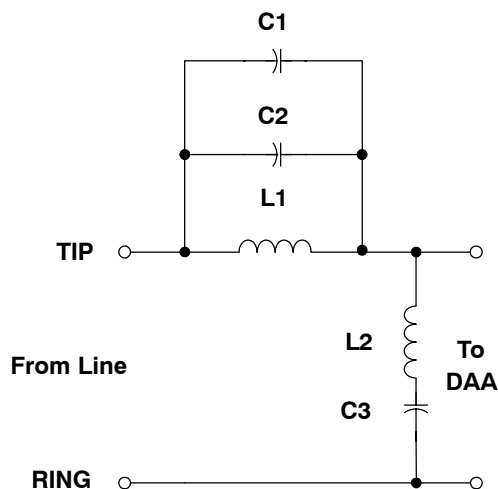 C1
C2
L1
TIP
L2
To
DAA
From Line
C3
RING